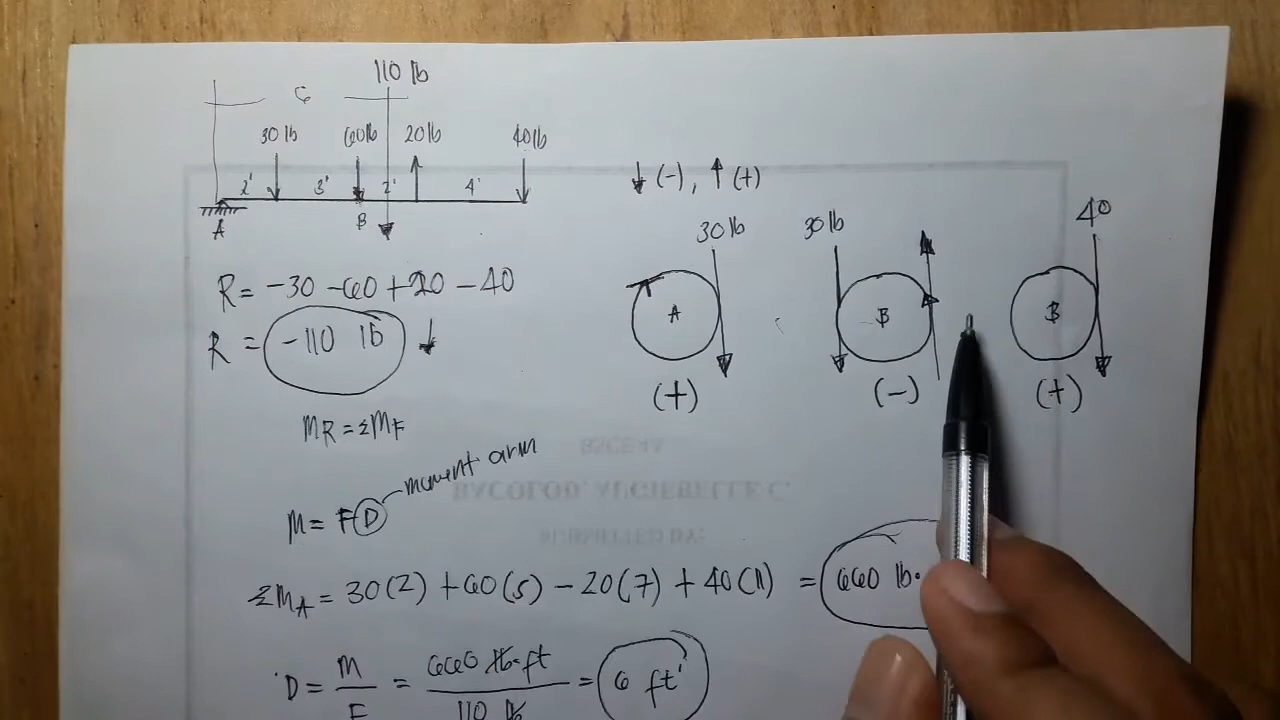 110 lb
6
30 lb 60 lb 20 lb 40 lb
2' 3' 2' 4'
A B
↓ (-), ↑ (+)
R = -30 -60 +20 -40
R = -110 lb ↓
30 lb 30 lb 40
A B B
(+) (-) (+)
MR = ΣMF
M = FD moment arm
ΣMA = 30(2) + 60(5) - 20(7) + 40(11) = 660 lb·
D = M/F = 660 lb·ft / 110 lb = 6 ft'